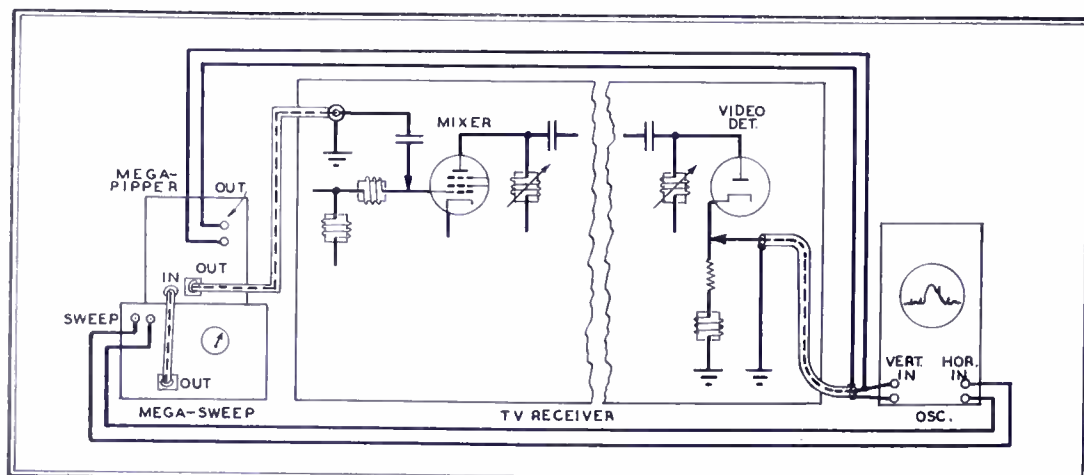 MIXER
VIDEO
DET.
MEGA-
PIPPER
OUT
OUT
IN
SWEEP
OUT
MEGA-SWEEP
TV RECEIVER
VERT.
IN
HOR.
IN
OSC.